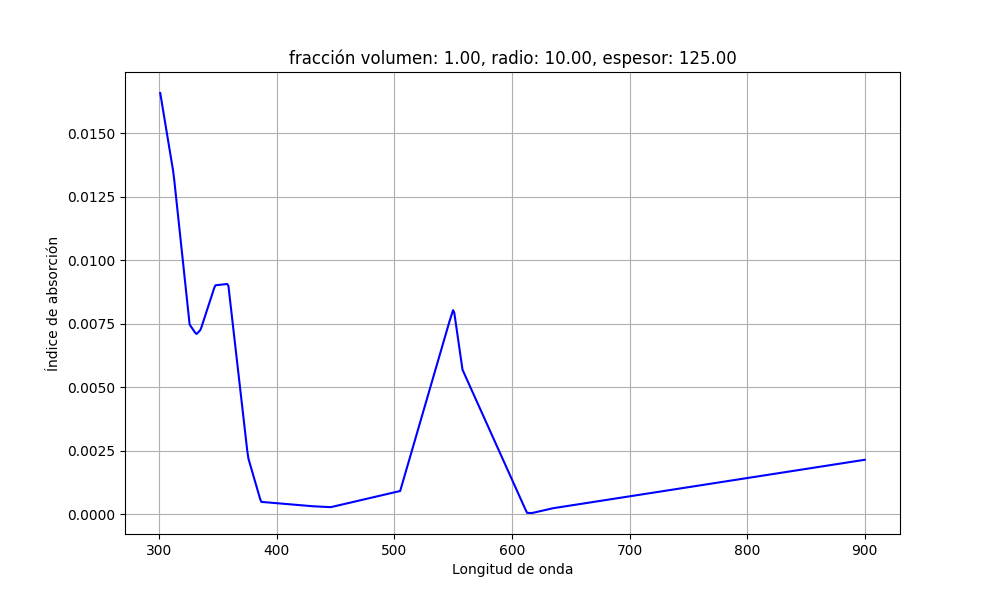 fracción volumen: 1.00, radio: 10.00, espesor: 125.00
Índice de absorción
0.0150
0.0125
0.0100
0.0075
0.0050
0.0025
0.0000
300 400 500 600 700 800 900
Longitud de onda